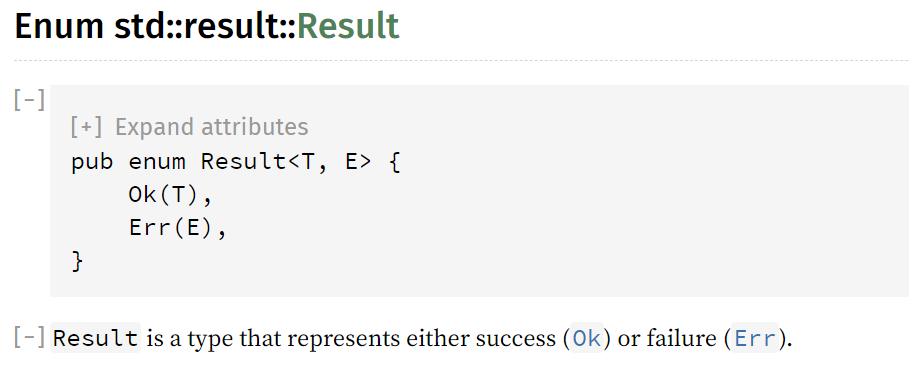 Enum std::result::Result
[−]
[+] Expand attributes
pub enum Result<T, E> {
    Ok(T),
    Err(E),
}
[−] Result is a type that represents either success (Ok) or failure (Err).